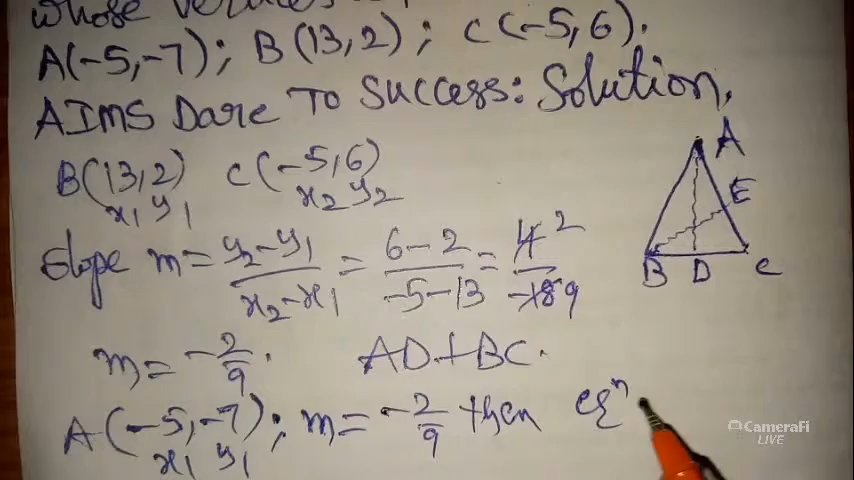 whose vertices
A(-5,-7); B(13,2); C(-5,6).
AIMS Dare To Success: Solution.
B(13,2) C(-5,6)
x1 y1 x2 y2
Slope m = y2-y1/x2-x1 = 6-2/-5-13 = 4 2/-18 9
m = -2/9. AD⊥BC.
A(-5,-7); m = -2/9 then eqn
x1 y1
A
E
B D C
CameraFi
LIVE